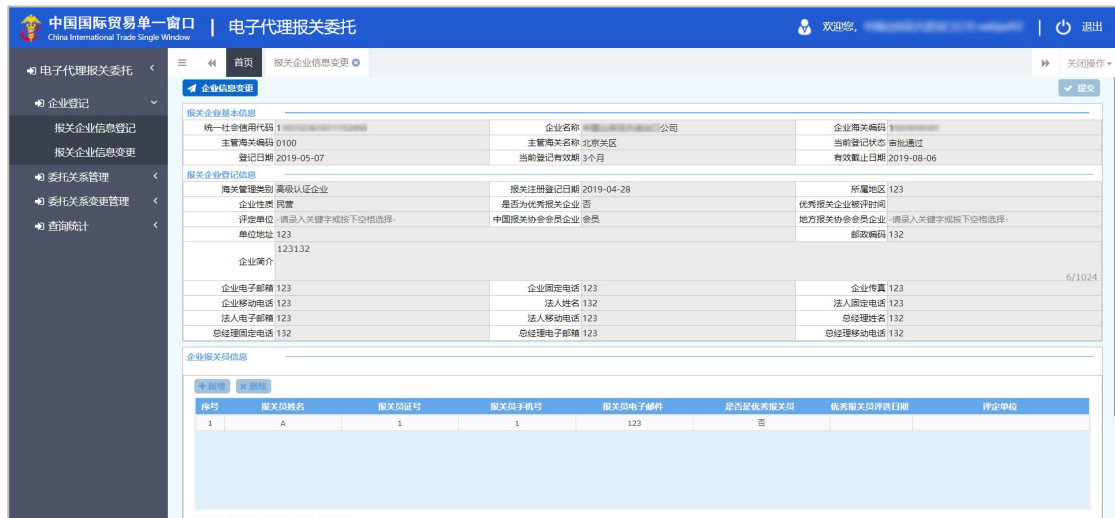 中国国际贸易单一窗口 | 电子代理报关委托 欢迎您, | 退出
China International Trade Single Window
电子代理报关委托 首页 报关企业信息变更 关闭操作
企业信息变更 提交
企业登记
报关企业信息登记
报关企业信息变更
委托关系管理
委托关系变更管理
查询统计
报关企业基本信息
统一社会信用代码 1 企业名称 公司 企业海关编码 1
主管海关编码 0100 主管海关名称 北京关区 当前登记状态 审批通过
登记日期 2019-05-07 当前登记有效期 3个月 有效截止日期 2019-08-06
报关企业登记信息
海关管理类别 高级认证企业 报关注册登记日期 2019-04-28 所属地区 123
企业性质 民营 是否为优秀报关企业 否 优秀报关企业被评时间
评定单位 -请录入关键字或按下空格选择- 中国报关协会会员企业 会员 地方报关协会会员企业 -请录入关键字或按下空格选择-
单位地址 123 邮政编码 132
企业简介 123132
6/1024
企业电子邮箱 123 企业固定电话 123 企业传真 123
企业移动电话 123 法人姓名 132 法人固定电话 123
法人电子邮箱 123 法人移动电话 123 总经理姓名 132
总经理固定电话 132 总经理电子邮箱 123 总经理移动电话 132
企业报关员信息
新增 删除
序号 报关员姓名 报关员证号 报关员手机号 报关员电子邮件 是否是优秀报关员 优秀报关员评选日期 评定单位
1 A 1 1 123 否